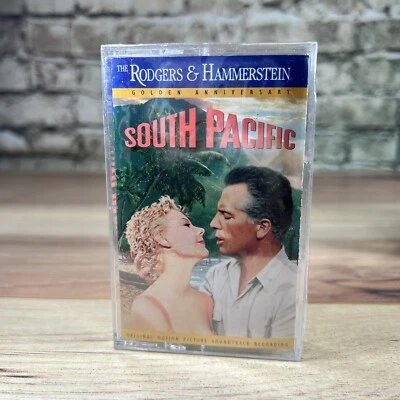 THE RODGERS & HAMMERSTEIN
GOLDEN ANNIVERSARY
SOUTH PACIFIC
ORIGINAL MOTION PICTURE SOUNDTRACK RECORDING